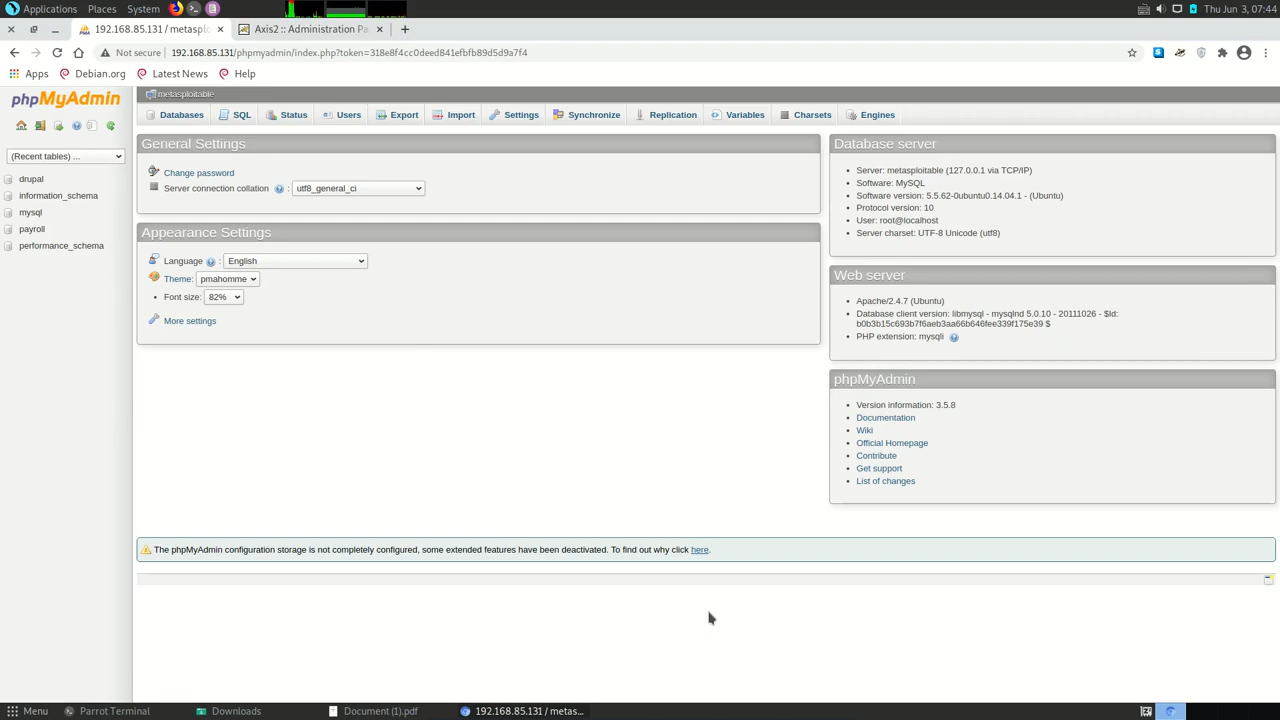 Applications Places System Thu Jun 3, 07:44
192.168.85.131 / metasplo Axis2 :: Administration Pa
Not secure 192.168.85.131/phpmyadmin/index.php?token=318e8f4cc0deed841efbfb89d5d9a7f4
Apps Debian.org Latest News Help
phpMyAdmin
(Recent tables) ...
drupal
information_schema
mysql
payroll
performance_schema
metasploitable
Databases SQL Status Users Export Import Settings Synchronize Replication Variables Charsets Engines
General Settings
Change password
Server connection collation : utf8_general_ci
Appearance Settings
Language : English
Theme: pmahomme
Font size: 82%
More settings
Database server
Server: metasploitable (127.0.0.1 via TCP/IP)
Software: MySQL
Software version: 5.5.62-0ubuntu0.14.04.1 - (Ubuntu)
Protocol version: 10
User: root@localhost
Server charset: UTF-8 Unicode (utf8)
Web server
Apache/2.4.7 (Ubuntu)
Database client version: libmysql - mysqlnd 5.0.10 - 20111026 - $Id:
b0b3b15c693b7f6aeb3aa66b646fee339f175e39 $
PHP extension: mysqli
phpMyAdmin
Version information: 3.5.8
Documentation
Wiki
Official Homepage
Contribute
Get support
List of changes
The phpMyAdmin configuration storage is not completely configured, some extended features have been deactivated. To find out why click here.
Menu Parrot Terminal Downloads Document (1).pdf 192.168.85.131 / metas...